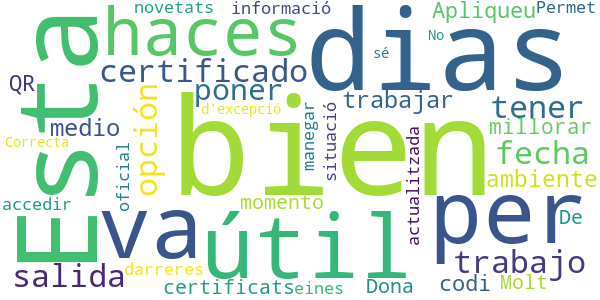 novetats
informació
Apliqueu
Permet
haces
dias
No
sé
Esta
certificado
QR
poner
trabajar
tener
d'excepció
opción
medio
manegar
situació
millorar
bien
Correcta
fecha
actualitzada
oficial
ambiente
accedir
momento
per
De
va
útil
trabajo
salida
darreres
certificats
eines
Dona
codi
Molt